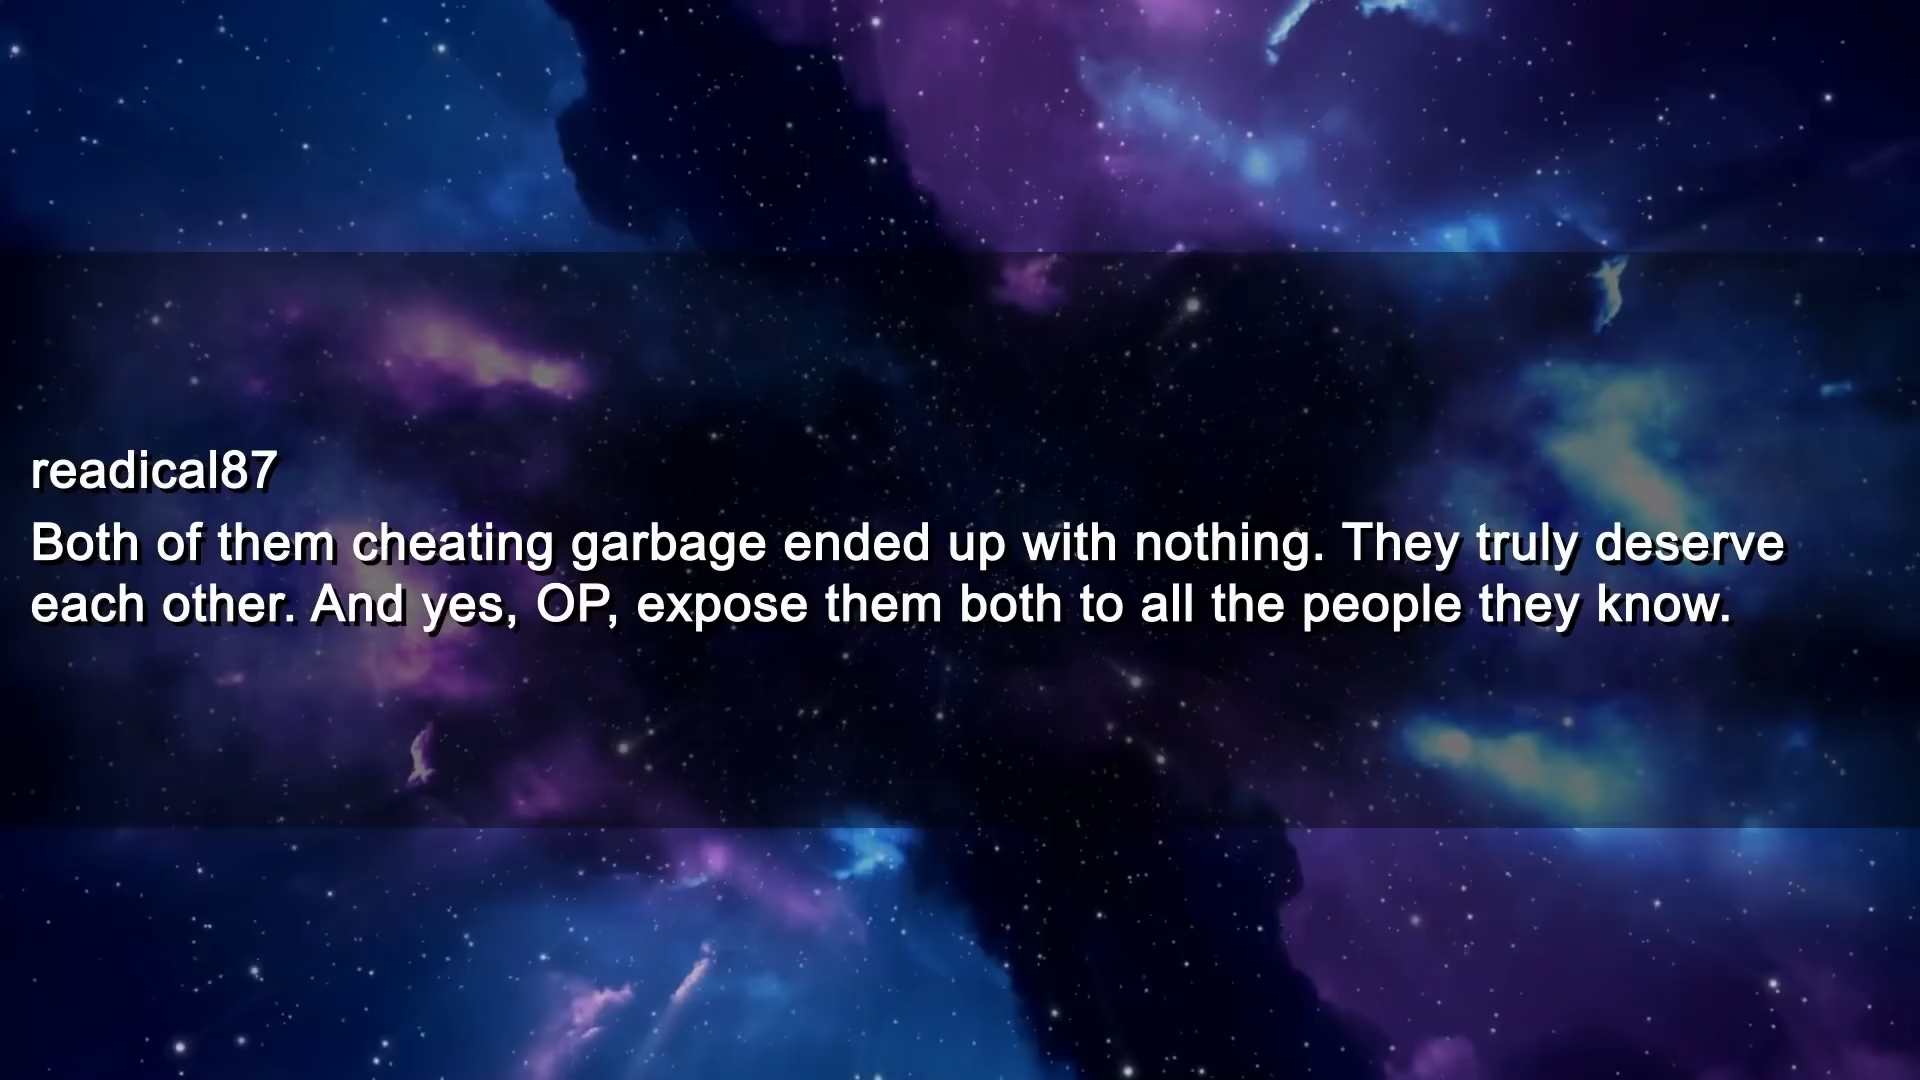 readical87
Both of them cheating garbage ended up with nothing. They truly deserve
each other. And yes, OP, expose them both to all the people they know.